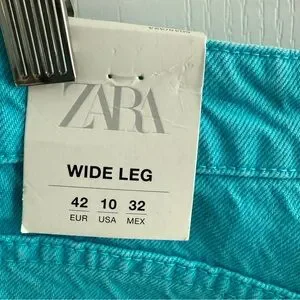 ZARA
WIDE LEG
42 10 32
EUR USA MEX